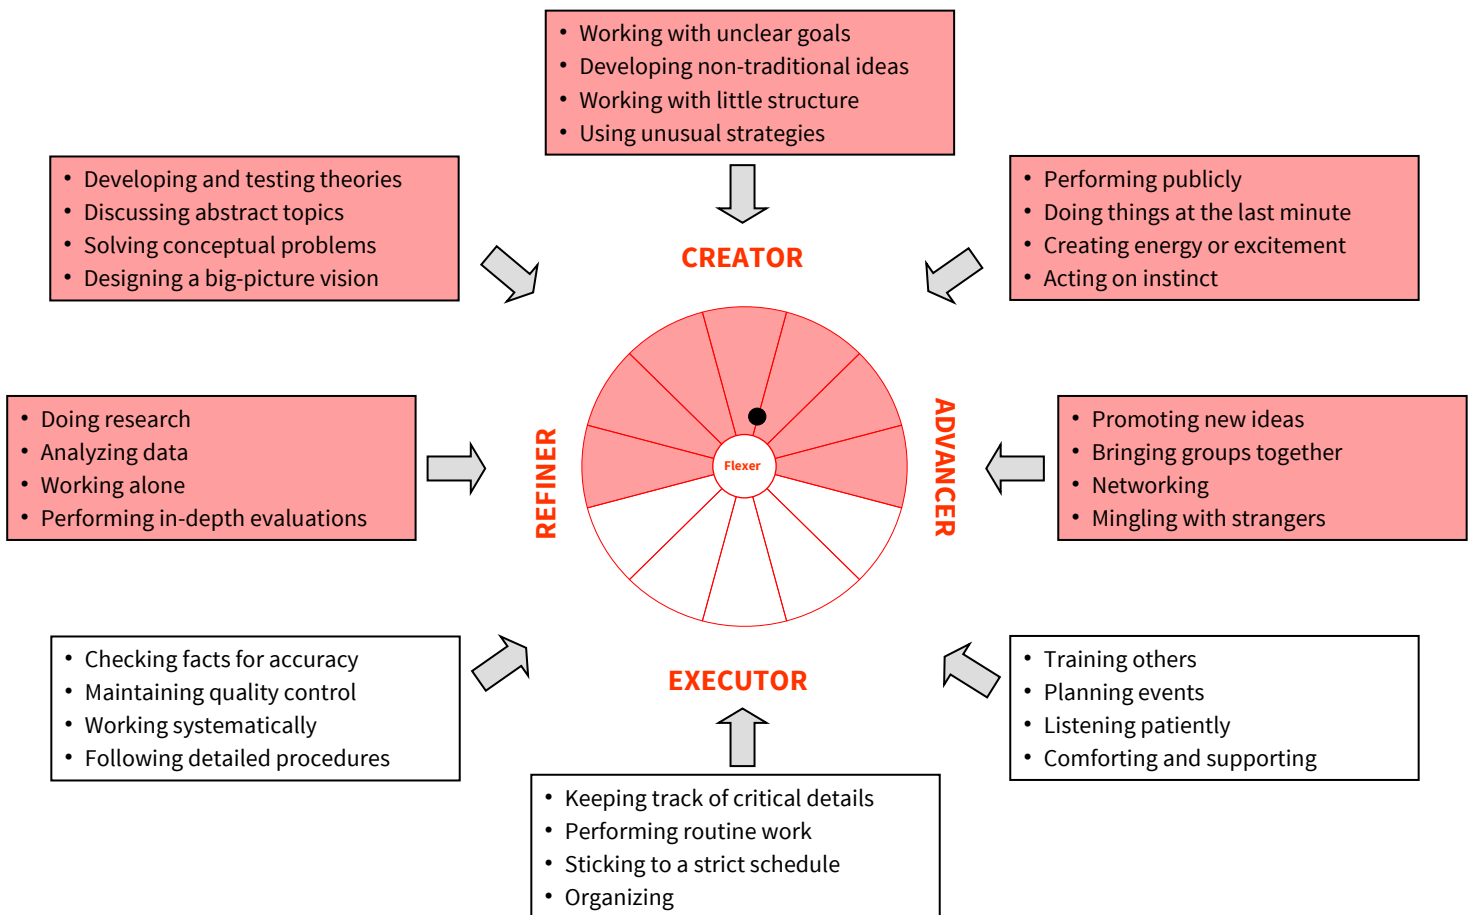 • Working with unclear goals
• Developing non-traditional ideas
• Working with little structure
• Using unusual strategies
• Developing and testing theories
• Discussing abstract topics
• Solving conceptual problems
• Designing a big-picture vision
• Performing publicly
• Doing things at the last minute
• Creating energy or excitement
• Acting on instinct
CREATOR
• Doing research
• Analyzing data
• Working alone
• Performing in-depth evaluations
REFINER
Flexer
ADVANCER
• Promoting new ideas
• Bringing groups together
• Networking
• Mingling with strangers
• Checking facts for accuracy
• Maintaining quality control
• Working systematically
• Following detailed procedures
EXECUTOR
• Training others
• Planning events
• Listening patiently
• Comforting and supporting
• Keeping track of critical details
• Performing routine work
• Sticking to a strict schedule
• Organizing